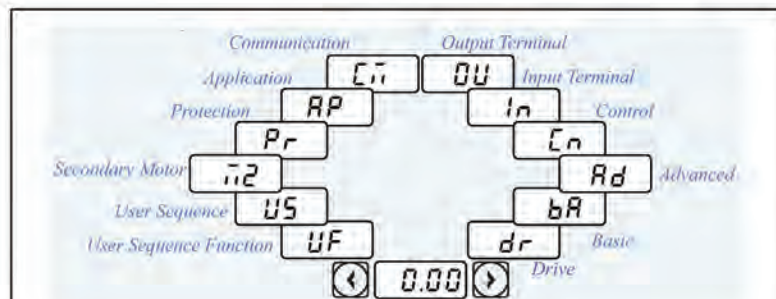 Communication Output Terminal
Application Cm OU Input Terminal
Protection AP In Control
Pr Cn
Secondary Motor m2 Ad Advanced
User Sequence US bA
User Sequence Function UF dr Basic
0.00 Drive